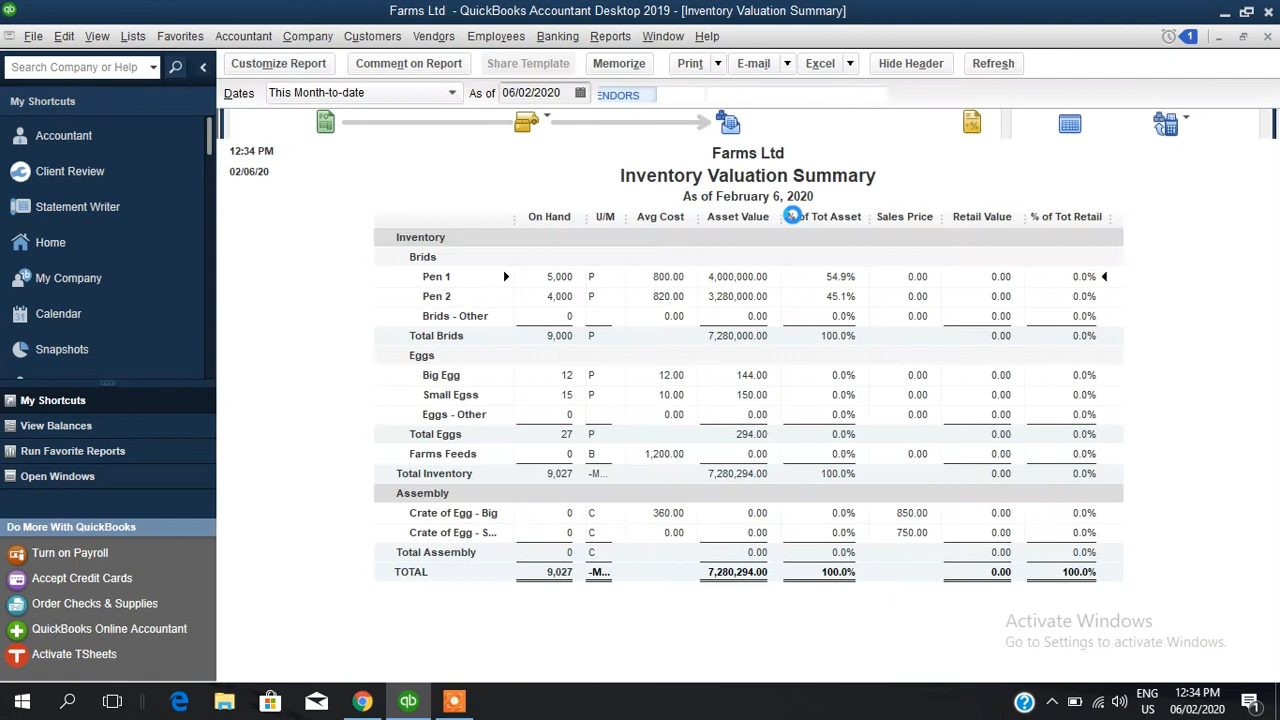 Farms Ltd - QuickBooks Accountant Desktop 2019 - [Inventory Valuation Summary]
File Edit View Lists Favorites Accountant Company Customers Vendors Employees Banking Reports Window Help 1
Search Company or Help
Customize Report Comment on Report Share Template Memorize Print E-mail Excel Hide Header Refresh
Dates This Month-to-date As of 06/02/2020 ENDORS
My Shortcuts
Accountant
Client Review
Statement Writer
Home
My Company
Calendar
Snapshots
My Shortcuts
View Balances
Run Favorite Reports
Open Windows
Do More With QuickBooks
Turn on Payroll
Accept Credit Cards
Order Checks & Supplies
QuickBooks Online Accountant
Activate TSheets
12:34 PM
02/06/20
Farms Ltd
Inventory Valuation Summary
As of February 6, 2020
On Hand U/M Avg Cost Asset Value % of Tot Asset Sales Price Retail Value % of Tot Retail
Inventory
Brids
Pen 1 5,000 P 800.00 4,000,000.00 54.9% 0.00 0.00 0.0%
Pen 2 4,000 P 820.00 3,280,000.00 45.1% 0.00 0.00 0.0%
Brids - Other 0 0.00 0.00 0.0% 0.00 0.00 0.0%
Total Brids 9,000 P 7,280,000.00 100.0% 0.00 0.0%
Eggs
Big Egg 12 P 12.00 144.00 0.0% 0.00 0.00 0.0%
Small Egss 15 P 10.00 150.00 0.0% 0.00 0.00 0.0%
Eggs - Other 0 0.00 0.00 0.0% 0.00 0.00 0.0%
Total Eggs 27 P 294.00 0.0% 0.00 0.0%
Farms Feeds 0 B 1,200.00 0.00 0.0% 0.00 0.00 0.0%
Total Inventory 9,027 -M... 7,280,294.00 100.0% 0.00 0.0%
Assembly
Crate of Egg - Big 0 C 360.00 0.00 0.0% 850.00 0.00 0.0%
Crate of Egg - S... 0 C 0.00 0.00 0.0% 750.00 0.00 0.0%
Total Assembly 0 C 0.00 0.0% 0.00 0.0%
TOTAL 9,027 -M... 7,280,294.00 100.0% 0.00 100.0%
Activate Windows
Go to Settings to activate Windows.
ENG
US
12:34 PM
06/02/2020
1